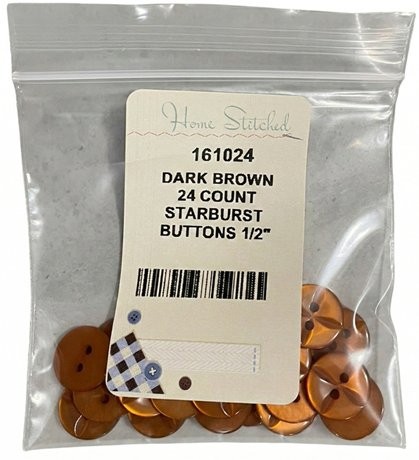 Home Stitched
161024
DARK BROWN
24 COUNT
STARBURST
BUTTONS 1/2"